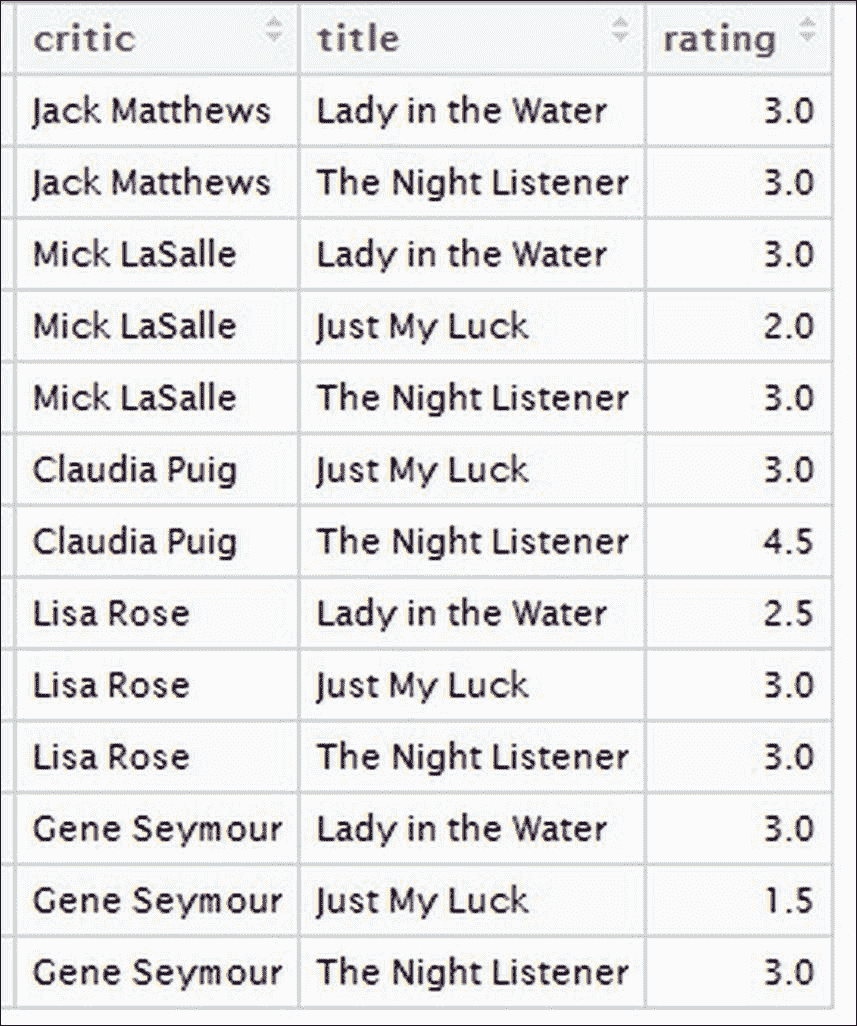 critic title rating
Jack Matthews Lady in the Water 3.0
Jack Matthews The Night Listener 3.0
Mick LaSalle Lady in the Water 3.0
Mick LaSalle Just My Luck 2.0
Mick LaSalle The Night Listener 3.0
Claudia Puig Just My Luck 3.0
Claudia Puig The Night Listener 4.5
Lisa Rose Lady in the Water 2.5
Lisa Rose Just My Luck 3.0
Lisa Rose The Night Listener 3.0
Gene Seymour Lady in the Water 3.0
Gene Seymour Just My Luck 1.5
Gene Seymour The Night Listener 3.0